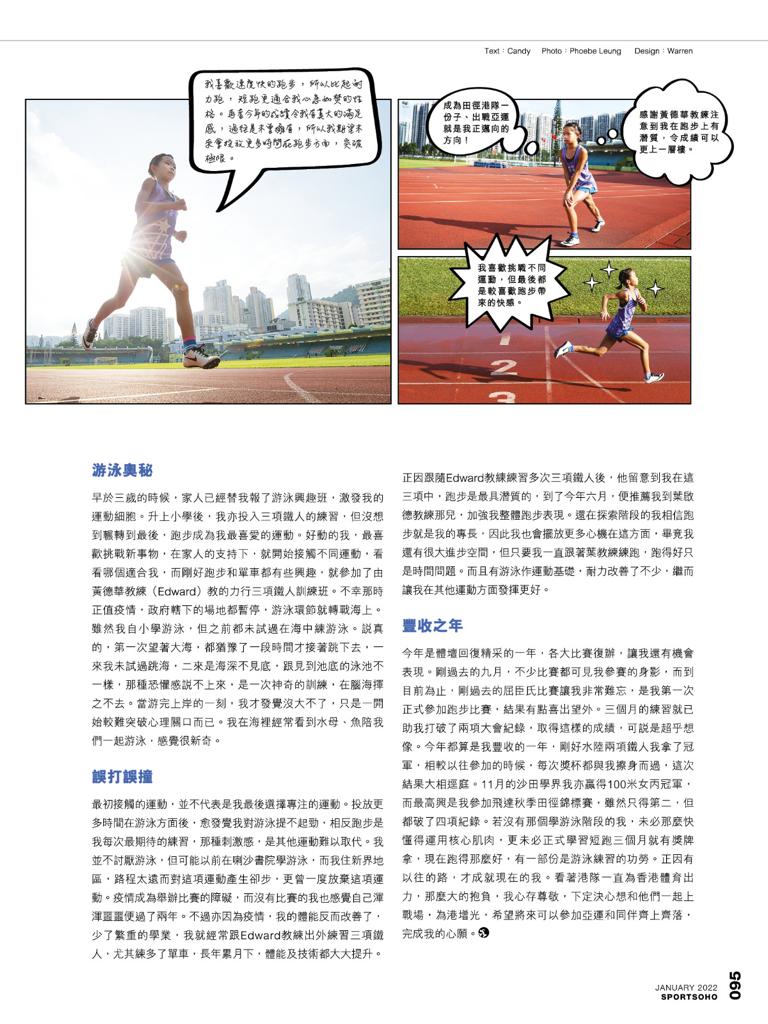 Text : Candy Photo : Phoebe Leung Design : Warren
我喜歡速度快的跑步，所以比起耐
力跑，短跑更適合我心急如焚的性
格。再者今年的成績令我有莫大的滿足
感，過往是未曾擁有，所以我期望未
來會投放更多時間在跑步方面，突破
極限。
成為田徑港隊一
份子、出戰亞運
就是我正邁向的
方向！
感謝黃德華教練注
意到我在跑步上有
潛質，令成績可以
更上一層樓。
我喜歡挑戰不同
運動，但最後都
是較喜歡跑步帶
來的快感。
1
2
3
游泳奧秘
早於三歲的時候，家人已經替我報了游泳興趣班，激發我的
運動細胞。升上小學後，我亦投入三項鐵人的練習，但沒想
到輾轉到最後，跑步成為我最喜愛的運動。好動的我，最喜
歡挑戰新事物，在家人的支持下，就開始接觸不同運動，看
看哪個適合我，而剛好跑步和單車都有些興趣，就參加了由
黃德華教練（Edward）教的力行三項鐵人訓練班。不幸那時
正值疫情，政府轄下的場地都暫停，游泳環節就轉戰海上。
雖然我自小學游泳，但之前都未試過在海中練游泳。説真
的，第一次望著大海，都猶豫了一段時間才接著跳下去，一
來我未試過跳海，二來是海深不見底，跟見到池底的泳池不
一樣，那種恐懼感説不上來，是一次神奇的訓練，在腦海揮
之不去。當游完上岸的一刻，我才發覺沒大不了，只是一開
始較難突破心理關口而已。我在海裡經常看到水母、魚陪我
們一起游泳，感覺很新奇。
誤打誤撞
最初接觸的運動，並不代表是我最後選擇專注的運動。投放更
多時間在游泳方面後，愈發覺我對游泳提不起勁，相反跑步是
我每次最期待的練習，那種刺激感，是其他運動難以取代。我
並不討厭游泳，但可能以前在喇沙書院學游泳，而我住新界地
區，路程太遠而對這項運動產生卻步，更曾一度放棄這項運
動。疫情成為舉辦比賽的障礙，而沒有比賽的我也感覺自己渾
渾噩噩便過了兩年。不過亦因為疫情，我的體能反而改善了，
少了繁重的學業，我就經常跟Edward教練出外練習三項鐵
人，尤其練多了單車，長年累月下，體能及技術都大大提升。
正因跟隨Edward教練練習多次三項鐵人後，他留意到我在這
三項中，跑步是最具潛質的，到了今年六月，便推薦我到葉啟
德教練那兒，加強我整體跑步表現。還在探索階段的我相信跑
步就是我的專長，因此我也會擺放更多心機在這方面，畢竟我
還有很大進步空間，但只要我一直跟著葉教練練跑，跑得好只
是時間問題。而且有游泳作運動基礎，耐力改善了不少，繼而
讓我在其他運動方面發揮更好。
豐收之年
今年是體壇回復精采的一年，各大比賽復辦，讓我還有機會
表現。剛過去的九月，不少比賽都可見我參賽的身影，而到
目前為止，剛過去的屈臣氏比賽讓我非常難忘，是我第一次
正式參加跑步比賽，結果有點喜出望外。三個月的練習就已
助我打破了兩項大會紀錄，取得這樣的成績，可説是超乎想
像。今年都算是我豐收的一年，剛好水陸兩項鐵人我拿了冠
軍，相較以往參加的時候，每次獎杯都與我擦身而過，這次
結果大相逕庭。11月的沙田學界我亦贏得100米女丙冠軍，
而最高興是我參加飛達秋季田徑錦標賽，雖然只得第二，但
都破了四項紀錄。若沒有那個學游水階段的我，未必那麼快
懂得運用核心肌肉，更未必正式學習短跑三個月就有獎牌
拿，現在跑得那麼好，有一部份是游泳練習的功勞。正因有
以往的路，才成就現在的我。看著港隊一直為香港體育出
力，那麼大的抱負，我心存尊敬，下定決心想和他們一起上
戰場，為港增光，希望將來可以參加亞運和同伴齊上齊落，
完成我的心願。
JANUARY 2022
SPORTSOHO
095